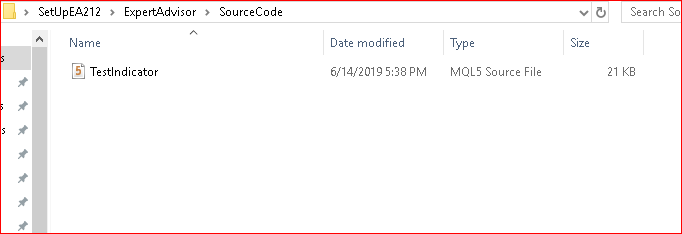 SetUpEA212 > ExpertAdvisor > SourceCode
Search So
Name
Date modified
Type
Size
TestIndicator
6/14/2019 5:38 PM
MQL5 Source File
21 KB
s
s
s